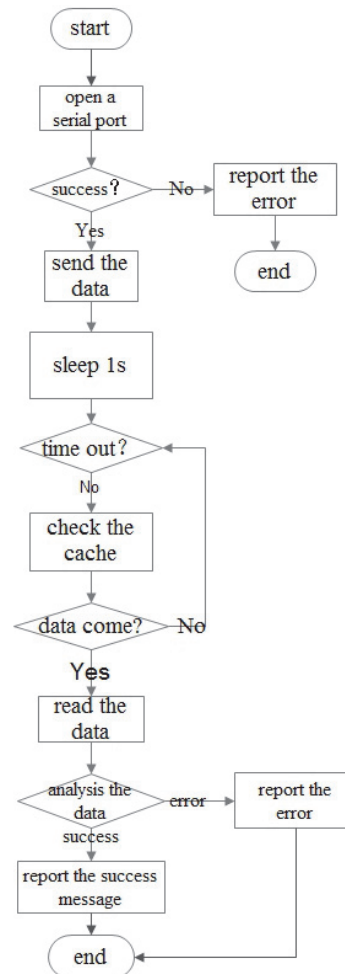 start
open a
serial port
success?
No
report the
error
Yes
end
send the
data
sleep 1s
time out?
No
check the
cache
data come?
No
Yes
read the
data
analysis the
data
error
report the
error
success
report the success
message
end